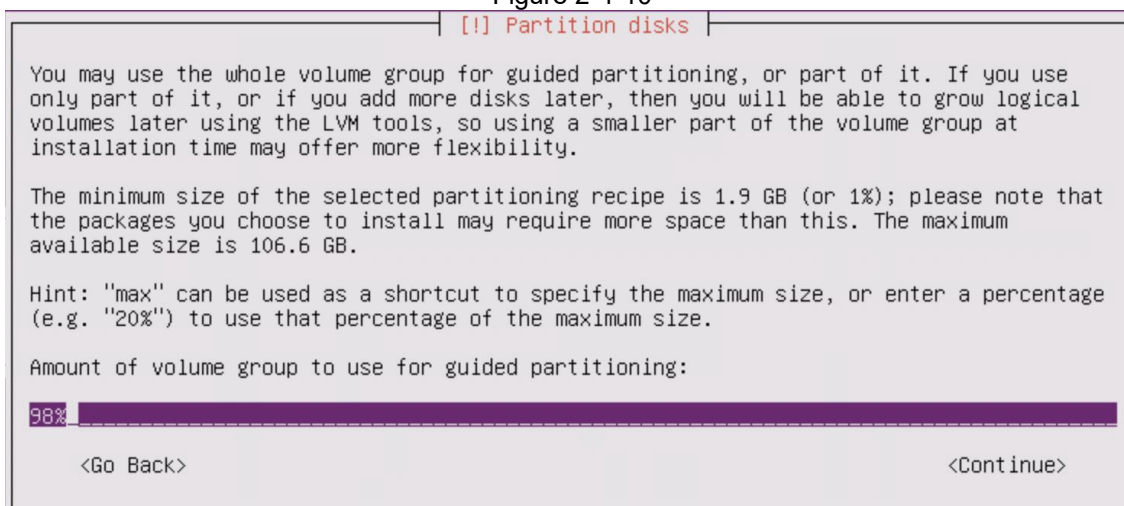 [!] Partition disks
You may use the whole volume group for guided partitioning, or part of it. If you use
only part of it, or if you add more disks later, then you will be able to grow logical
volumes later using the LVM tools, so using a smaller part of the volume group at
installation time may offer more flexibility.
The minimum size of the selected partitioning recipe is 1.9 GB (or 1%); please note that
the packages you choose to install may require more space than this. The maximum
available size is 106.6 GB.
Hint: "max" can be used as a shortcut to specify the maximum size, or enter a percentage
(e.g. "20%") to use that percentage of the maximum size.
Amount of volume group to use for guided partitioning:
98%
<Go Back> <Continue>